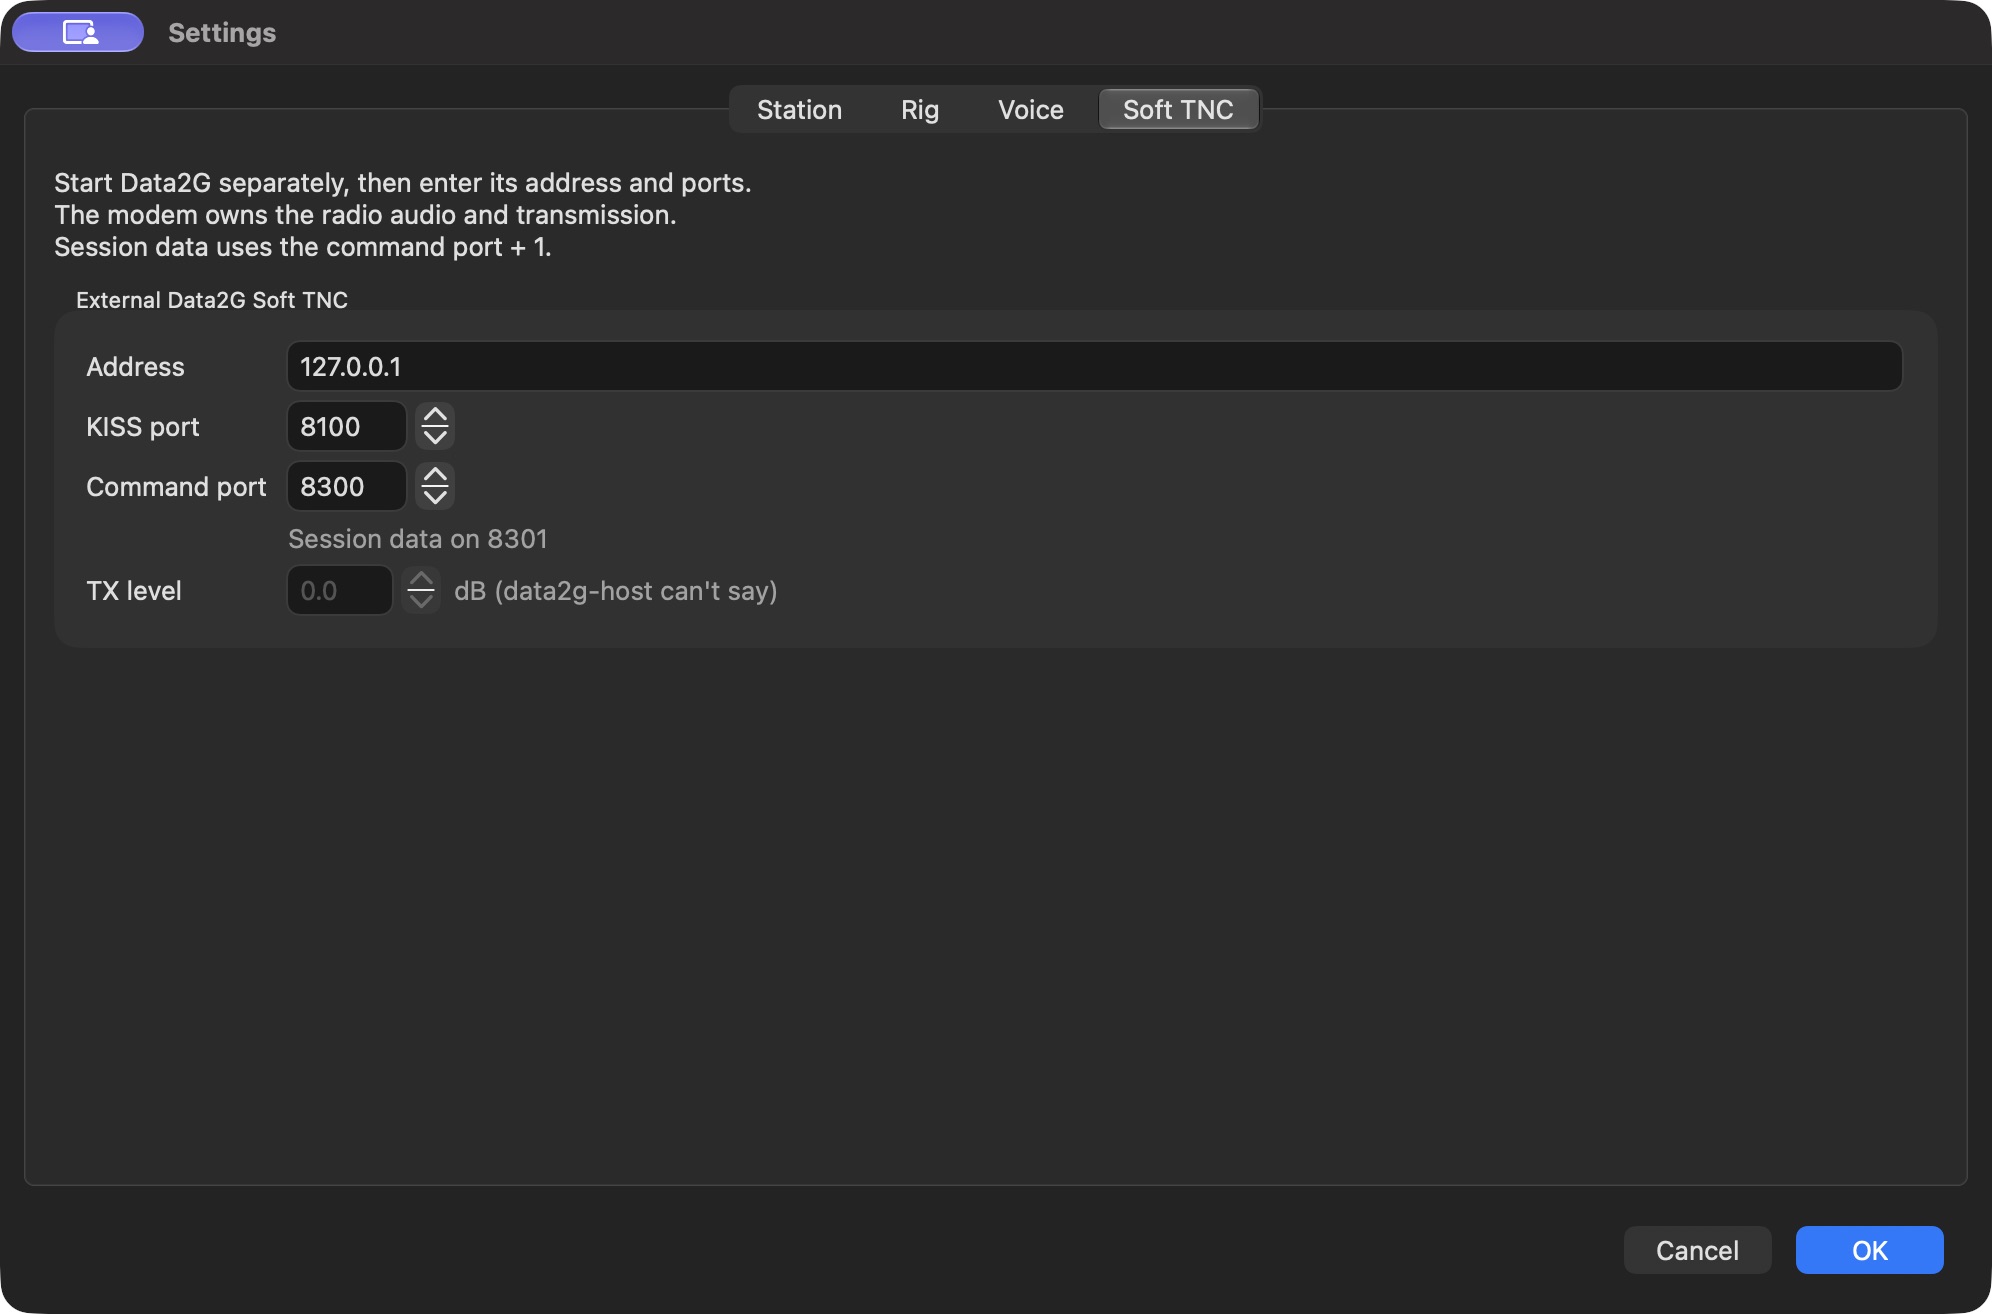 Settings
Station Rig Voice Soft TNC
Start Data2G separately, then enter its address and ports.
The modem owns the radio audio and transmission.
Session data uses the command port + 1.
External Data2G Soft TNC
Address 127.0.0.1
KISS port 8100
Command port 8300
Session data on 8301
TX level 0.0 dB (data2g-host can't say)
Cancel OK